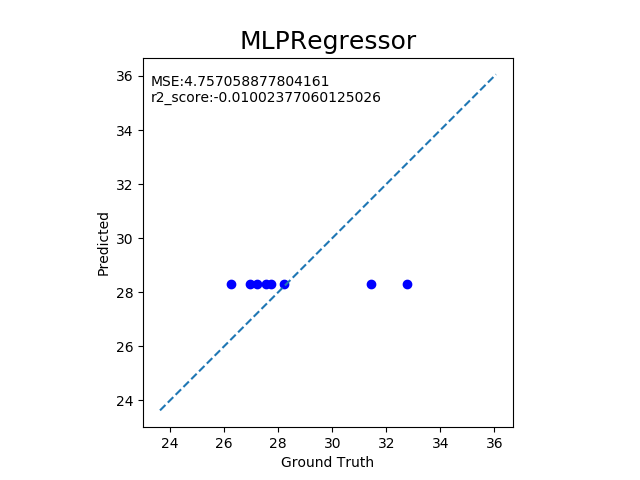 MLPRegressor
MSE:4.757058877804161
r2_score:-0.01002377060125026
36
34
32
30
28
26
24
Predicted
24 26 28 30 32 34 36
Ground Truth